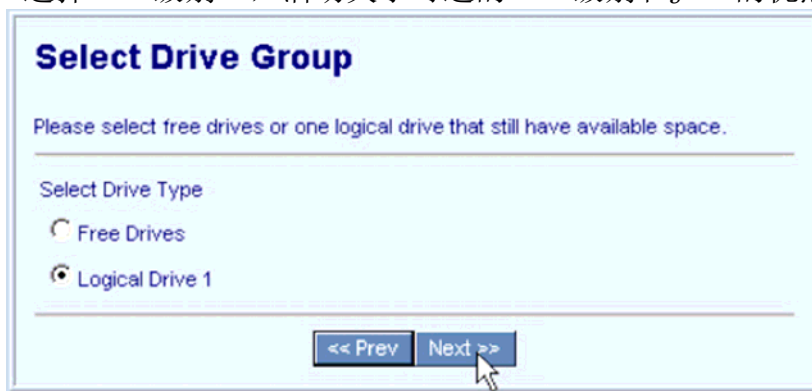 Select Drive Group
Please select free drives or one logical drive that still have available space.
Select Drive Type
Free Drives
Logical Drive 1
<< Prev Next >>